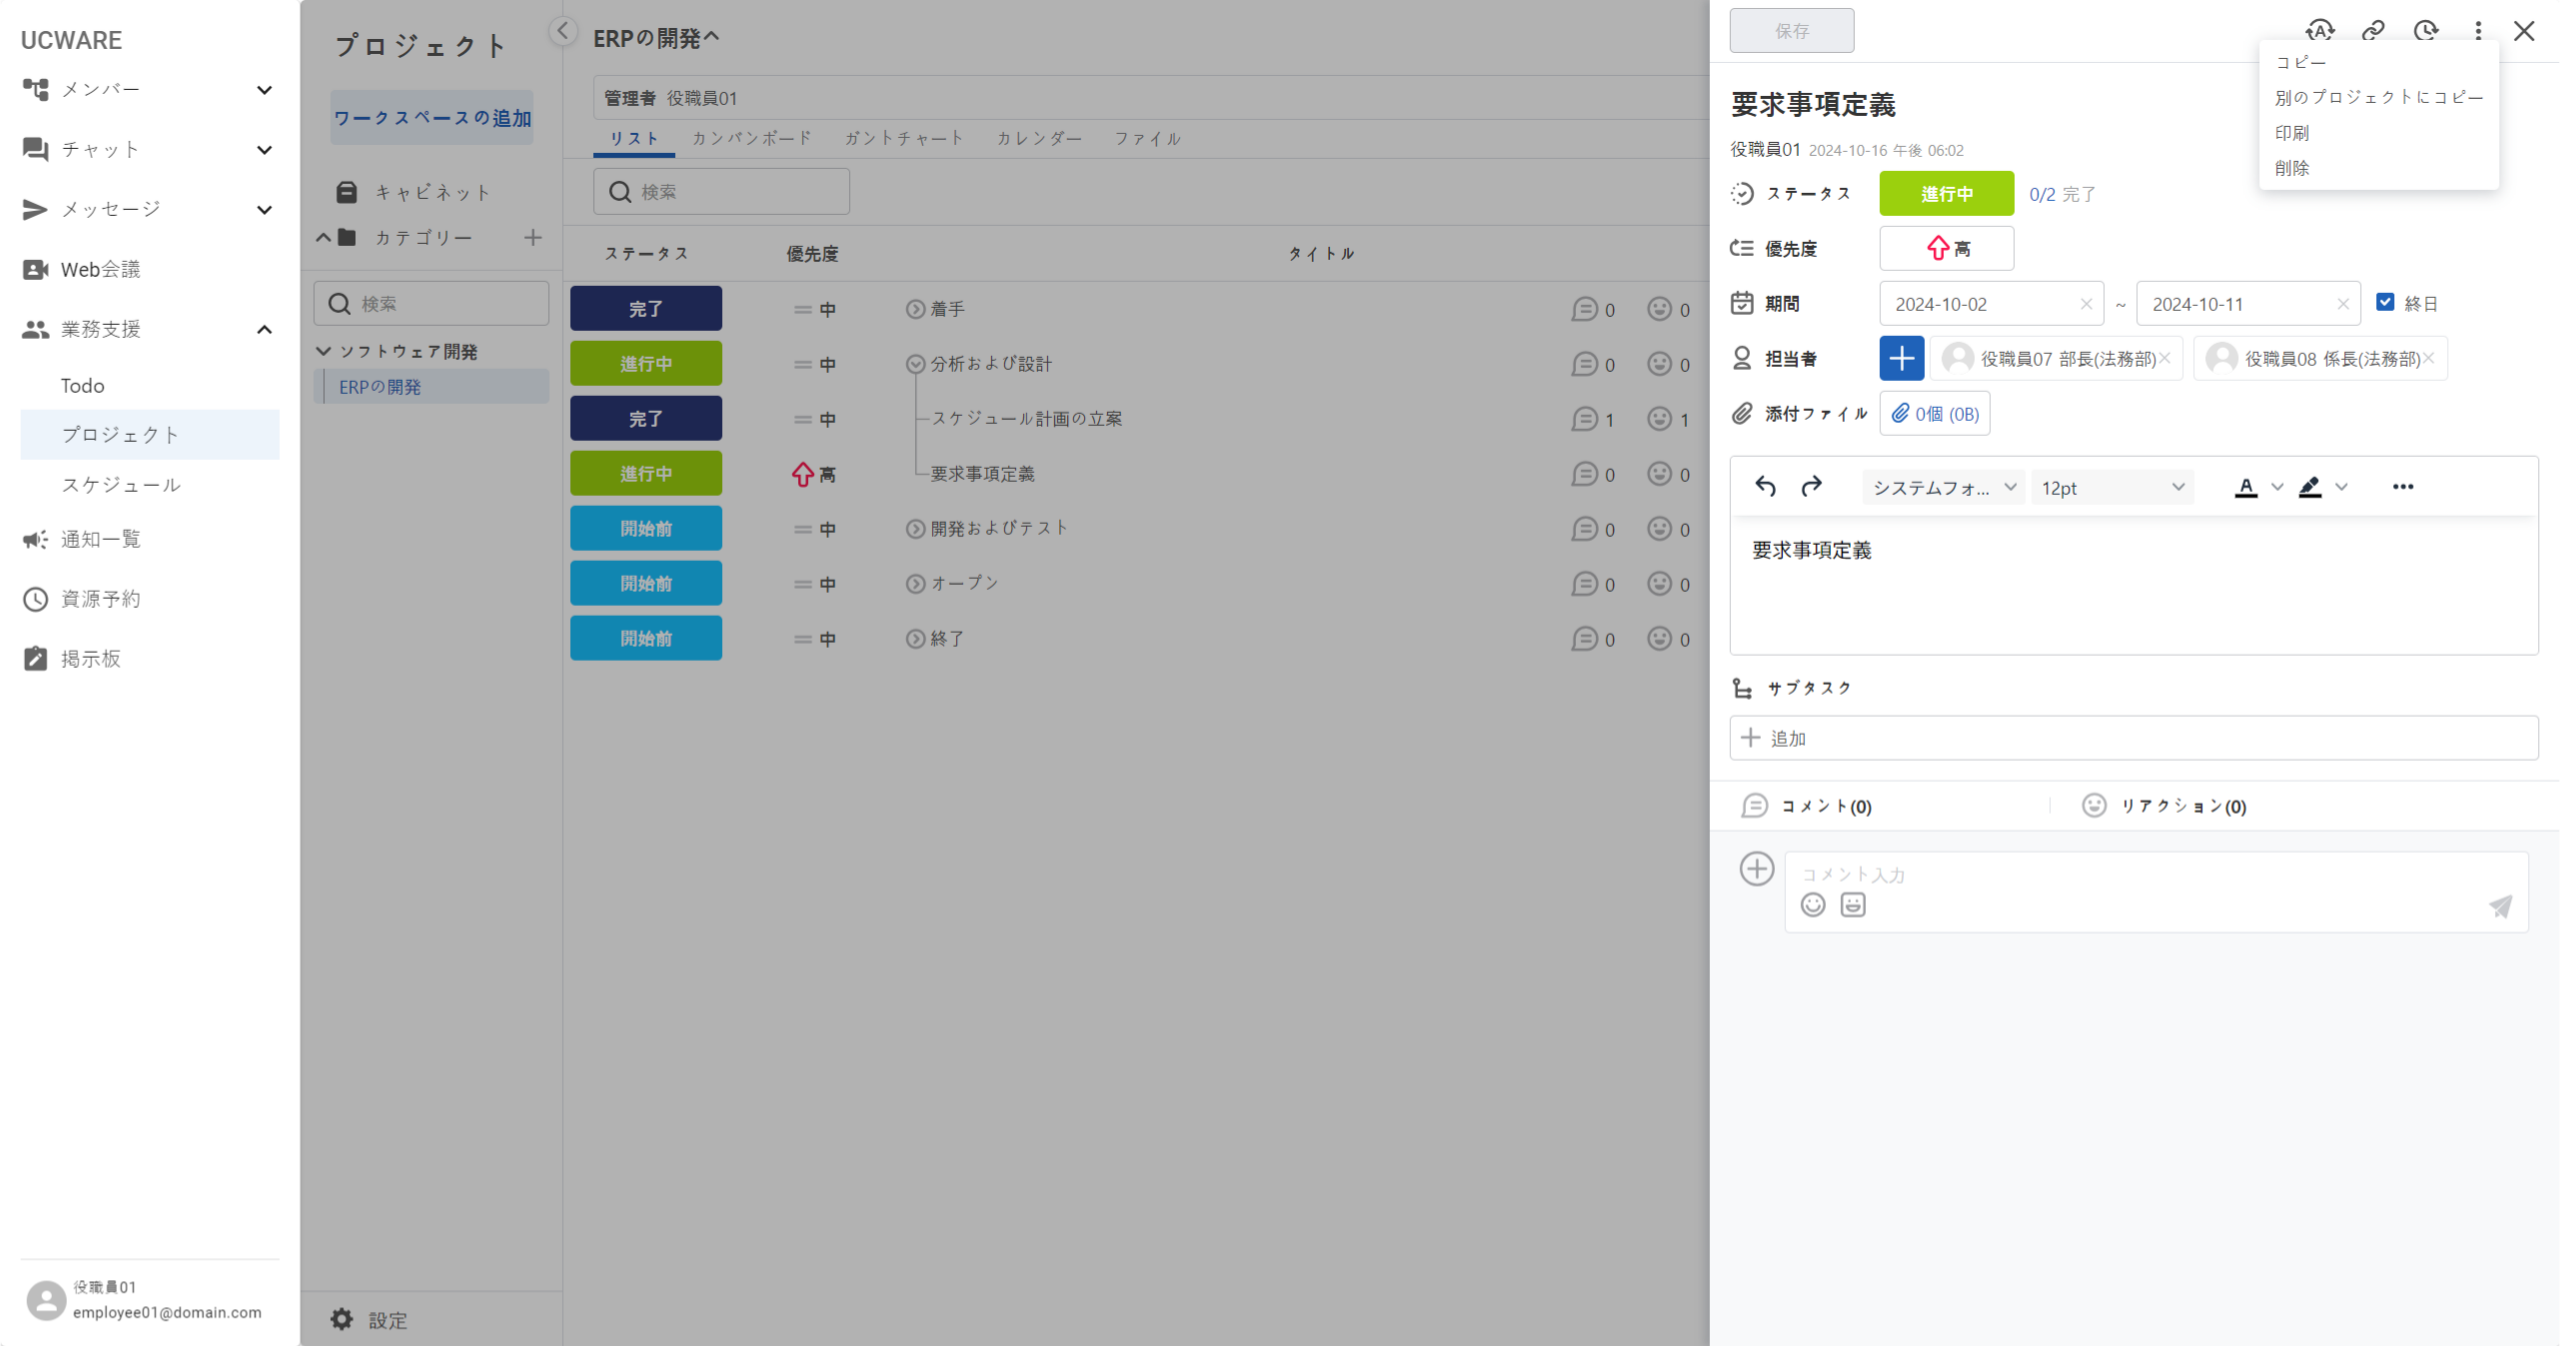 UCWARE
メンバー
チャット
メッセージ
Web会議
業務支援
Todo
プロジェクト
スケジュール
通知一覧
資源予約
掲示板
役職員01
employee01@domain.com
プロジェクト
ワークスペースの追加
キャビネット
カテゴリー
検索
ソフトウェア開発
ERPの開発
設定
ERPの開発
管理者 役職員01
リスト カンバンボード ガントチャート カレンダー ファイル
検索
ステータス 優先度 タイトル
完了 中 着手 0 0
進行中 中 分析および設計 0 0
完了 中 スケジュール計画の立案 1 1
進行中 高 要求事項定義 0 0
開始前 中 開発およびテスト 0 0
開始前 中 オープン 0 0
開始前 中 終了 0 0
保存
コピー
別のプロジェクトにコピー
印刷
削除
要求事項定義
役職員01 2024-10-16 午後 06:02
ステータス 進行中 0/2 完了
優先度 高
期間 2024-10-02 ~ 2024-10-11 終日
担当者 役職員07 部長(法務部) 役職員08 係長(法務部)
添付ファイル 0個 (0B)
システムフォ... 12pt
要求事項定義
サブタスク
追加
コメント(0) リアクション(0)
コメント入力